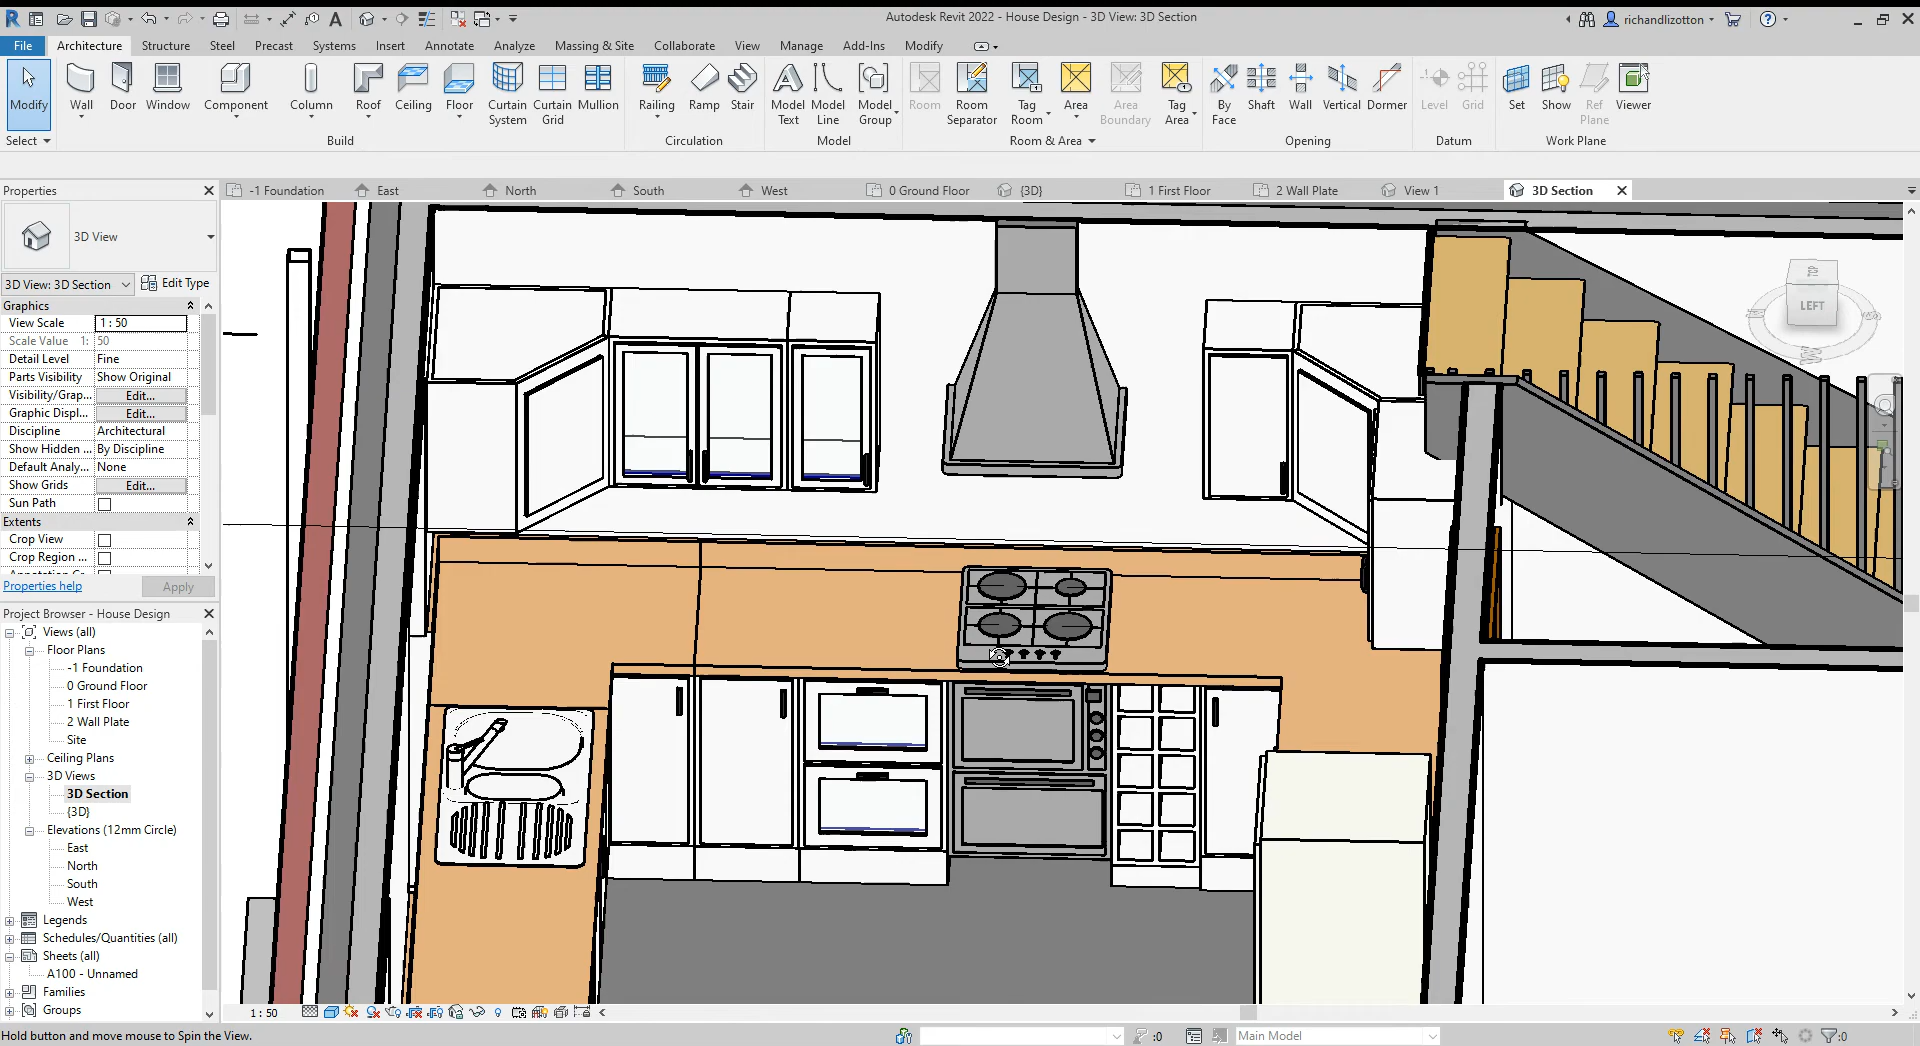 Autodesk Revit 2022 - House Design - 3D View: 3D Section
richandlizotton
File Architecture Structure Steel Precast Systems Insert Annotate Analyze Massing & Site Collaborate View Manage Add-Ins Modify
Modify Wall Door Window Component Column Roof Ceiling Floor Curtain System Curtain Grid Mullion Railing Ramp Stair Model Text Model Line Model Group Room Room Separator Tag Room Area Area Boundary Tag Area By Face Shaft Wall Vertical Dormer Level Grid Set Show Ref Plane Viewer
Select Build Circulation Model Room & Area Opening Datum Work Plane
Properties
-1 Foundation East North South West 0 Ground Floor {3D} 1 First Floor 2 Wall Plate View 1 3D Section
3D View
3D View: 3D Section Edit Type
Graphics
View Scale 1 : 50
Scale Value 1: 50
Detail Level Fine
Parts Visibility Show Original
Visibility/Grap... Edit...
Graphic Displ... Edit...
Discipline Architectural
Show Hidden ... By Discipline
Default Analy... None
Show Grids Edit...
Sun Path
Extents
Crop View
Crop Region ...
Properties help Apply
Project Browser - House Design
Views (all)
Floor Plans
-1 Foundation
0 Ground Floor
1 First Floor
2 Wall Plate
Site
Ceiling Plans
3D Views
3D Section
{3D}
Elevations (12mm Circle)
East
North
South
West
Legends
Schedules/Quantities (all)
Sheets (all)
A100 - Unnamed
Families
Groups
LEFT
1 : 50
Hold button and move mouse to Spin the View.
:0
Main Model
:0